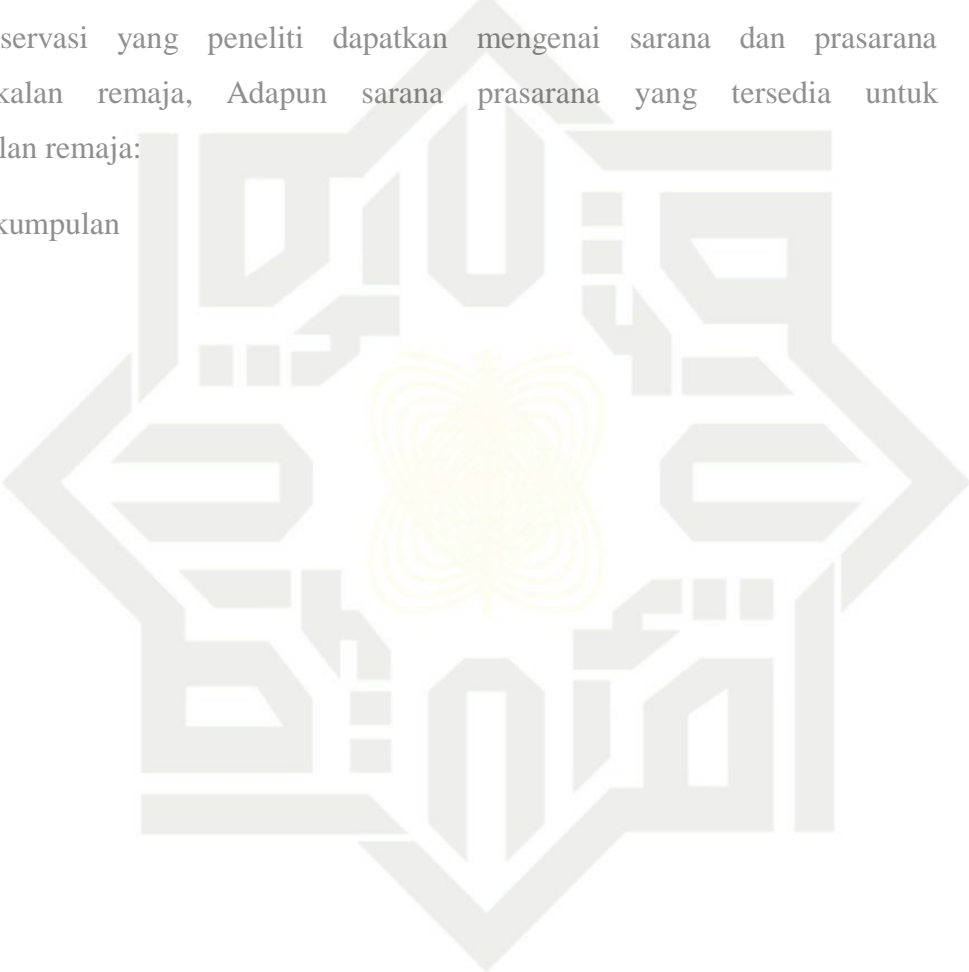 servasi yang peneliti dapatkan mengenai sarana dan prasarana
kalan remaja, Adapun sarana prasarana yang tersedia untuk
lan remaja:
kumpulan